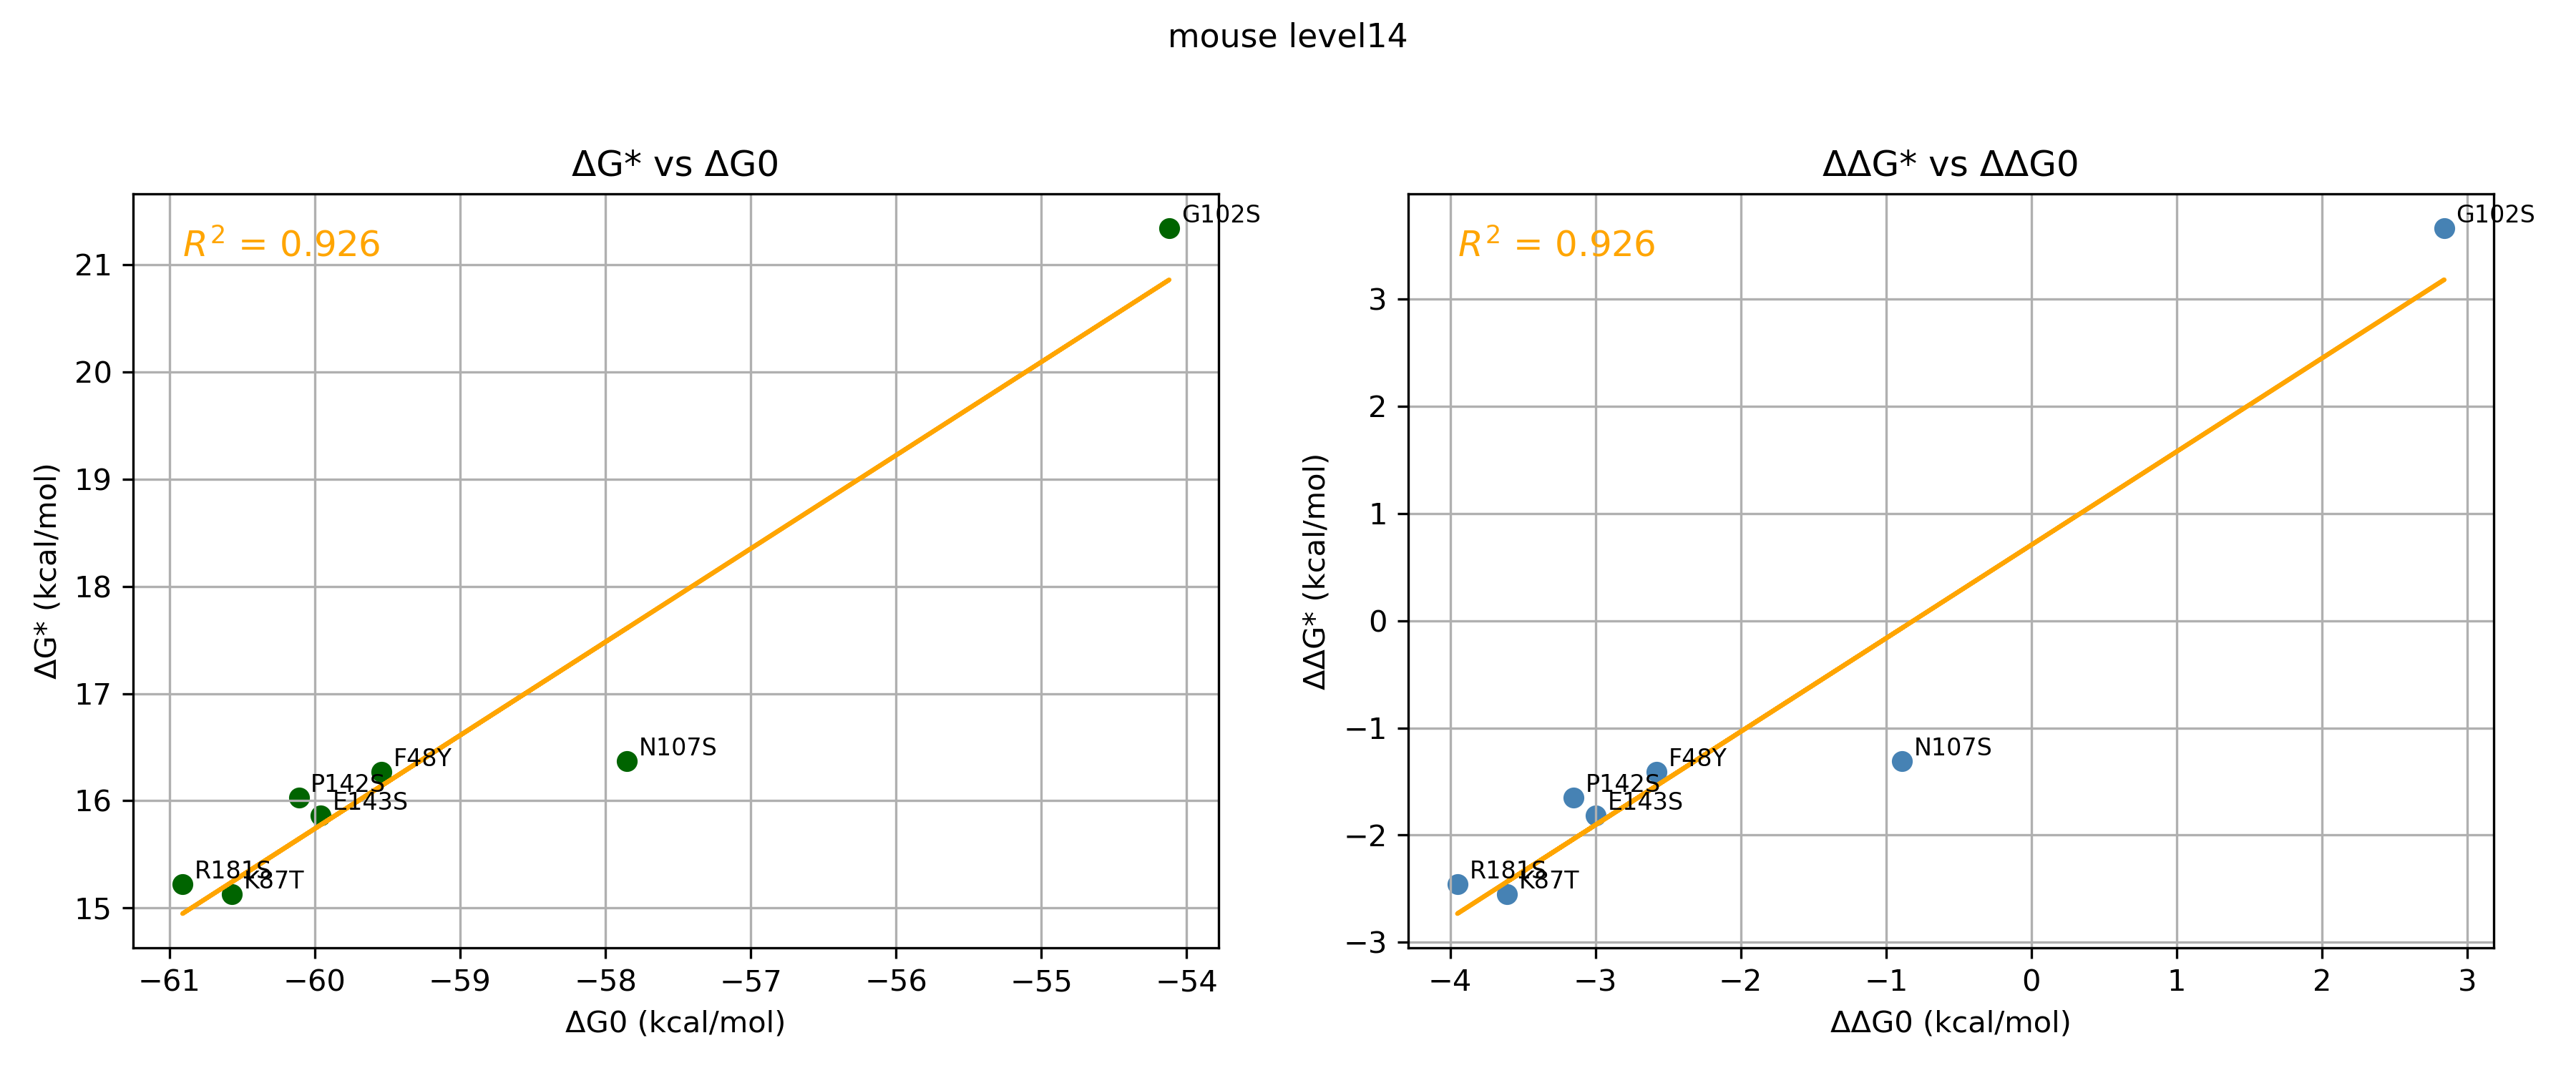 mouse level14
ΔG* vs ΔG0
R² = 0.926
G102S
N107S
F48Y
P142S
E143S
R181S
K87T
21
20
19
18
17
16
15
−61 −60 −59 −58 −57 −56 −55 −54
ΔG* (kcal/mol)
ΔG0 (kcal/mol)
ΔΔG* vs ΔΔG0
R² = 0.926
G102S
N107S
F48Y
P142S
E143S
R181S
K87T
3
2
1
0
−1
−2
−3
−4 −3 −2 −1 0 1 2 3
ΔΔG* (kcal/mol)
ΔΔG0 (kcal/mol)